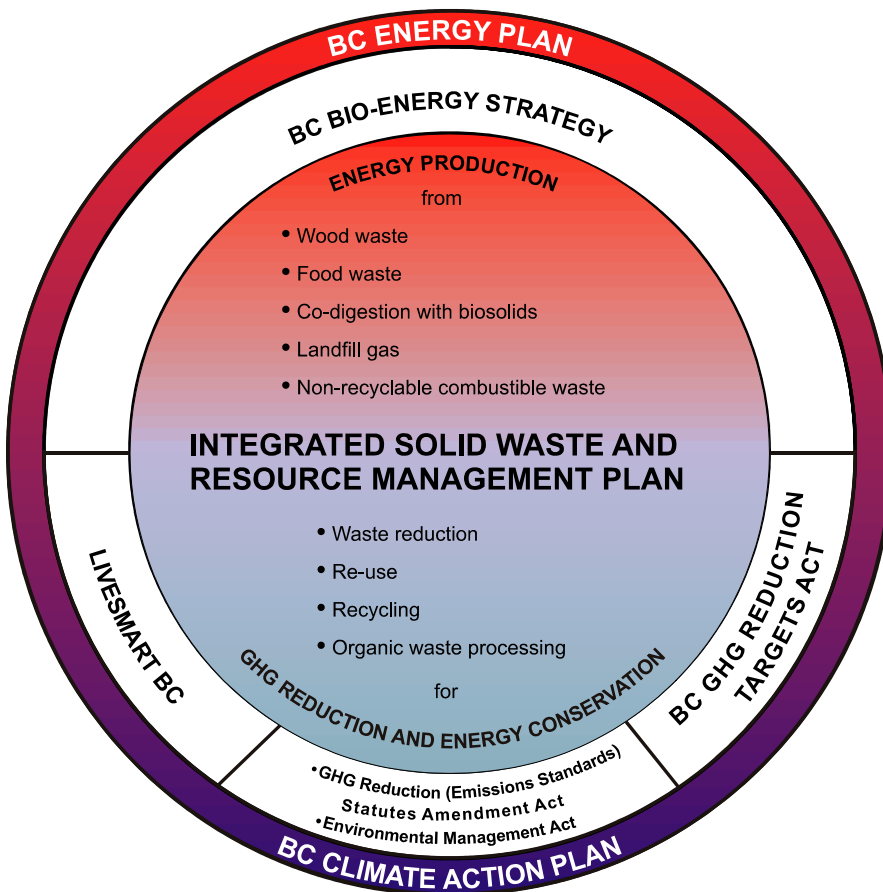 BC ENERGY PLAN
BC BIO-ENERGY STRATEGY
ENERGY PRODUCTION
from
• Wood waste
• Food waste
• Co-digestion with biosolids
• Landfill gas
• Non-recyclable combustible waste
INTEGRATED SOLID WASTE AND
RESOURCE MANAGEMENT PLAN
• Waste reduction
• Re-use
• Recycling
• Organic waste processing
for
GHG REDUCTION AND ENERGY CONSERVATION
LIVESMART BC
BC GHG REDUCTION
TARGETS ACT
•GHG Reduction (Emissions Standards)
Statutes Amendment Act
•Environmental Management Act
BC CLIMATE ACTION PLAN